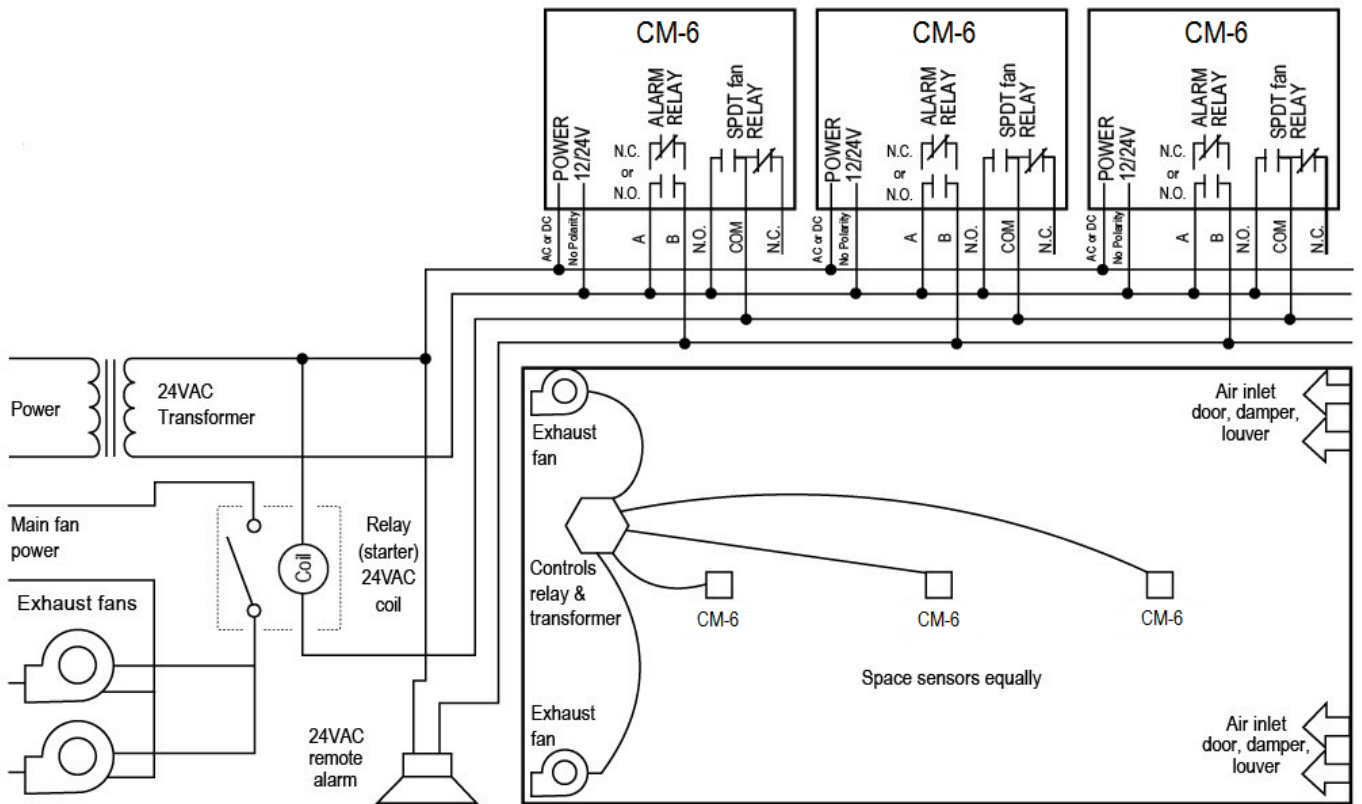 CM-6
POWER
12/24V
ALARM
RELAY
SPDT fan
RELAY
N.C.
or
N.O.
AC or DC
No Polarity
A
B
N.O.
COM
N.C.
CM-6
POWER
12/24V
ALARM
RELAY
SPDT fan
RELAY
N.C.
or
N.O.
AC or DC
No Polarity
A
B
N.O.
COM
N.C.
CM-6
POWER
12/24V
ALARM
RELAY
SPDT fan
RELAY
N.C.
or
N.O.
AC or DC
No Polarity
A
B
N.O.
COM
N.C.
Power
24VAC
Transformer
Main fan
power
Coil
Relay
(starter)
24VAC
coil
Exhaust fans
24VAC
remote
alarm
Exhaust
fan
Air inlet
door, damper,
louver
Controls
relay &
transformer
CM-6
CM-6
CM-6
Space sensors equally
Exhaust
fan
Air inlet
door, damper,
louver